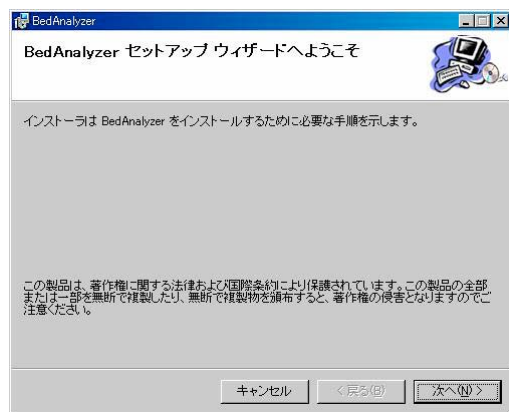 BedAnalyzer
BedAnalyzer セットアップ ウィザードへようこそ
インストーラは BedAnalyzer をインストールするために必要な手順を示します。
この製品は、著作権に関する法律および国際条約により保護されています。この製品の全部
または一部を無断で複製したり、無断で複製物を頒布すると、著作権の侵害となりますのでご
注意ください。
キャンセル
< 戻る(B)
次へ(N) >